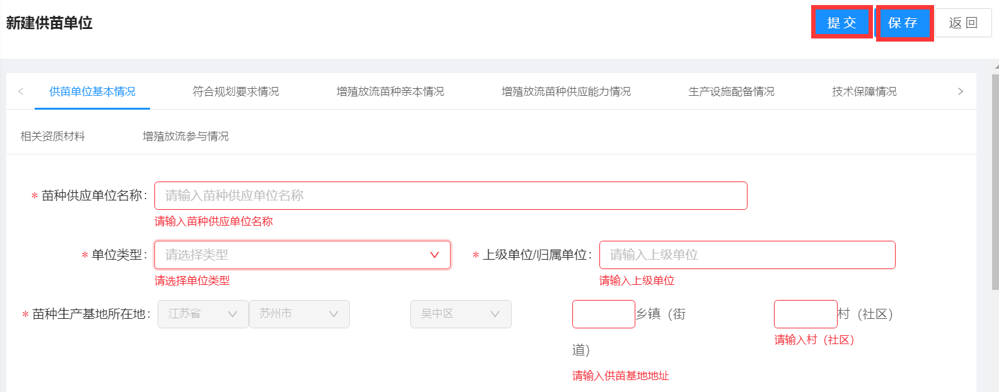 新建供苗单位
提交 保存 返回
供苗单位基本情况 符合规划要求情况 增殖放流苗种亲本情况 增殖放流苗种供应能力情况 生产设施配备情况 技术保障情况
相关资质材料 增殖放流参与情况
* 苗种供应单位名称: 请输入苗种供应单位名称
请输入苗种供应单位名称
* 单位类型: 请选择类型 * 上级单位/归属单位: 请输入上级单位
请选择单位类型 请输入上级单位
* 苗种生产基地所在地: 江苏省 苏州市 吴中区 乡镇（街 村（社区）
请输入村（社区）
道）
请输入供苗基地地址